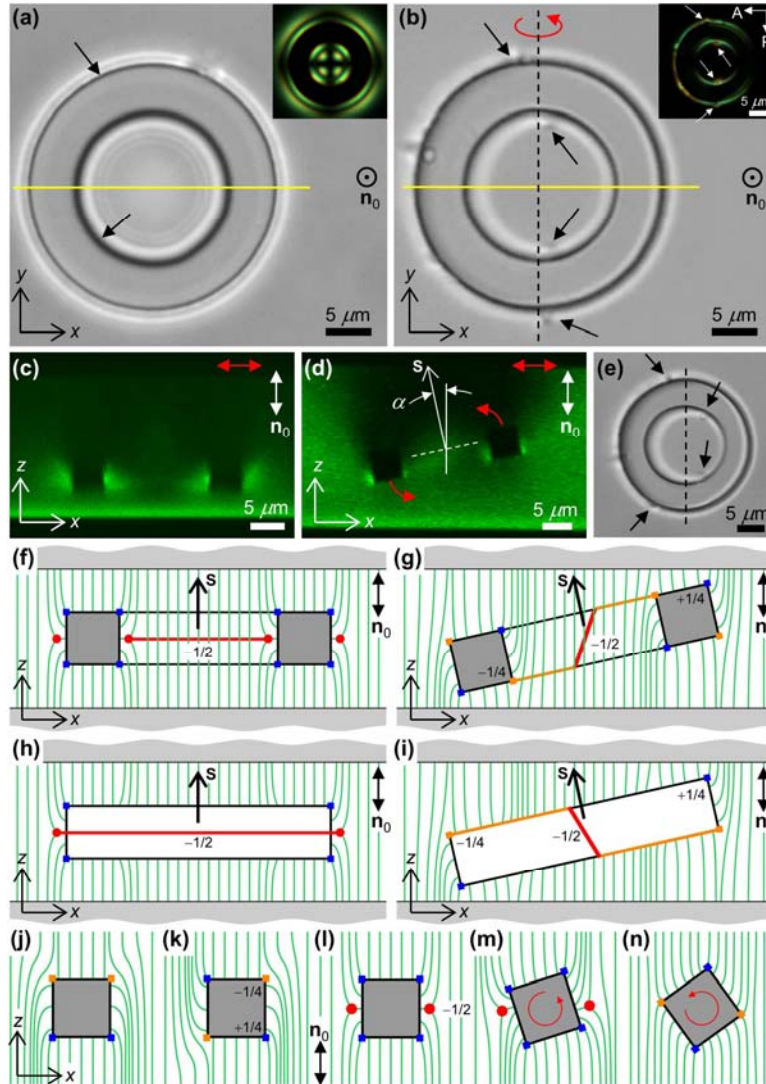 (a)
n₀
y
x
5 μm
(b)
A
P
5 μm
n₀
y
x
5 μm
(c)
n₀
z
x
5 μm
(d)
s
α
n₀
z
x
5 μm
(e)
5 μm
(f)
s
n₀
−1/2
z
x
(g)
s
+1/4
n₀
−1/2
−1/4
z
x
(h)
s
n₀
−1/2
z
x
(i)
s
+1/4
n
−1/4
−1/2
z
x
(j)
z
x
(k)
−1/4
+1/4
(l)
−1/2
n₀
(m)
(n)